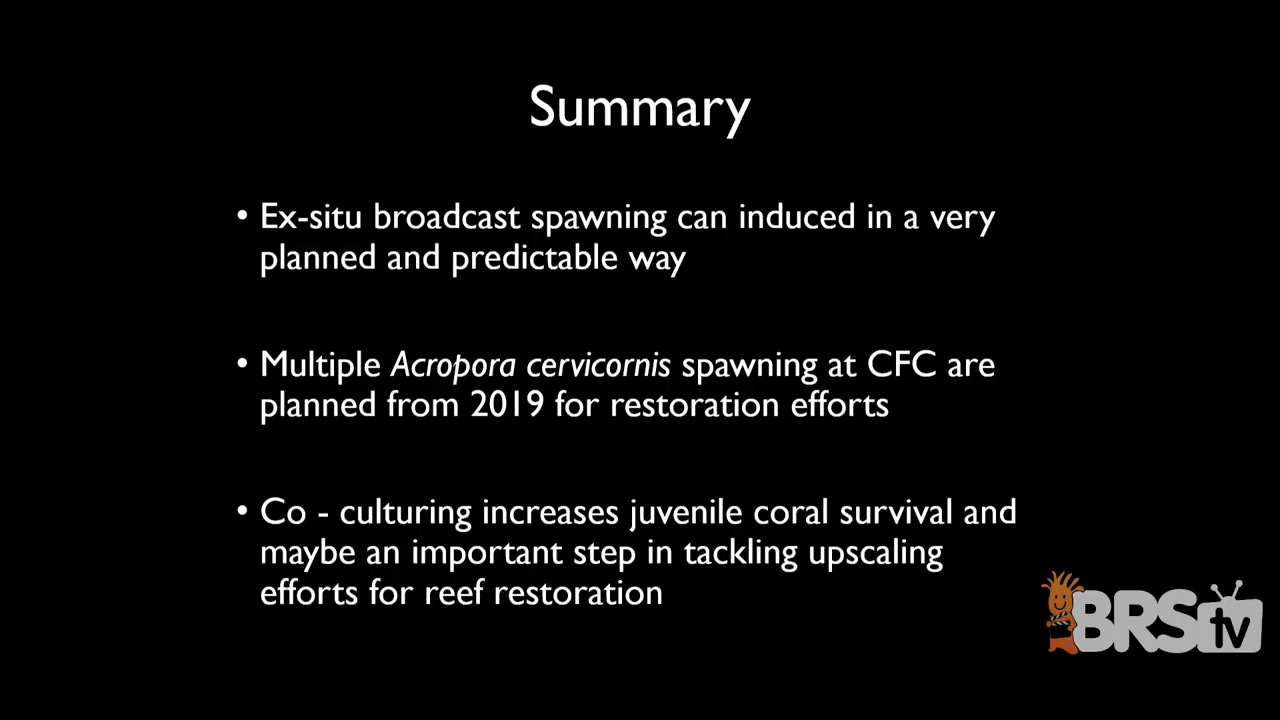 Summary
• Ex-situ broadcast spawning can induced in a very
planned and predictable way
• Multiple Acropora cervicornis spawning at CFC are
planned from 2019 for restoration efforts
• Co - culturing increases juvenile coral survival and
maybe an important step in tackling upscaling
efforts for reef restoration
BRStv